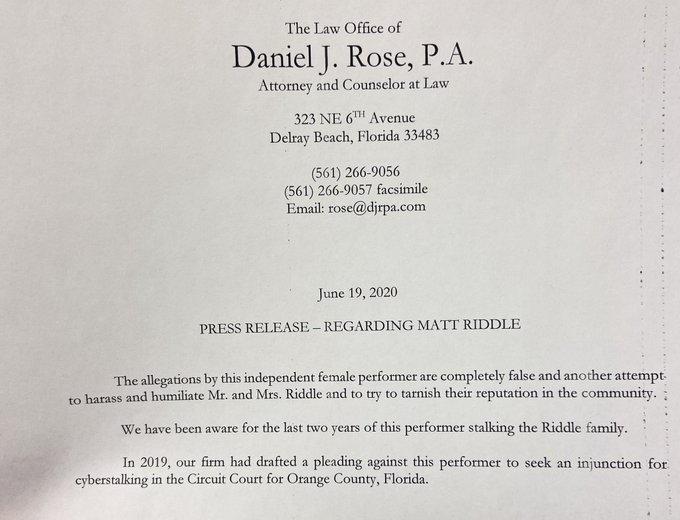 The Law Office of
Daniel J. Rose, P.A.
Attorney and Counselor at Law
323 NE 6TH Avenue
Delray Beach, Florida 33483
(561) 266-9056
(561) 266-9057 facsimile
Email: rose@djrpa.com
June 19, 2020
PRESS RELEASE – REGARDING MATT RIDDLE
The allegations by this independent female performer are completely false and another attempt
to harass and humiliate Mr. and Mrs. Riddle and to try to tarnish their reputation in the community.
We have been aware for the last two years of this performer stalking the Riddle family.
In 2019, our firm had drafted a pleading against this performer to seek an injunction for
cyberstalking in the Circuit Court for Orange County, Florida.